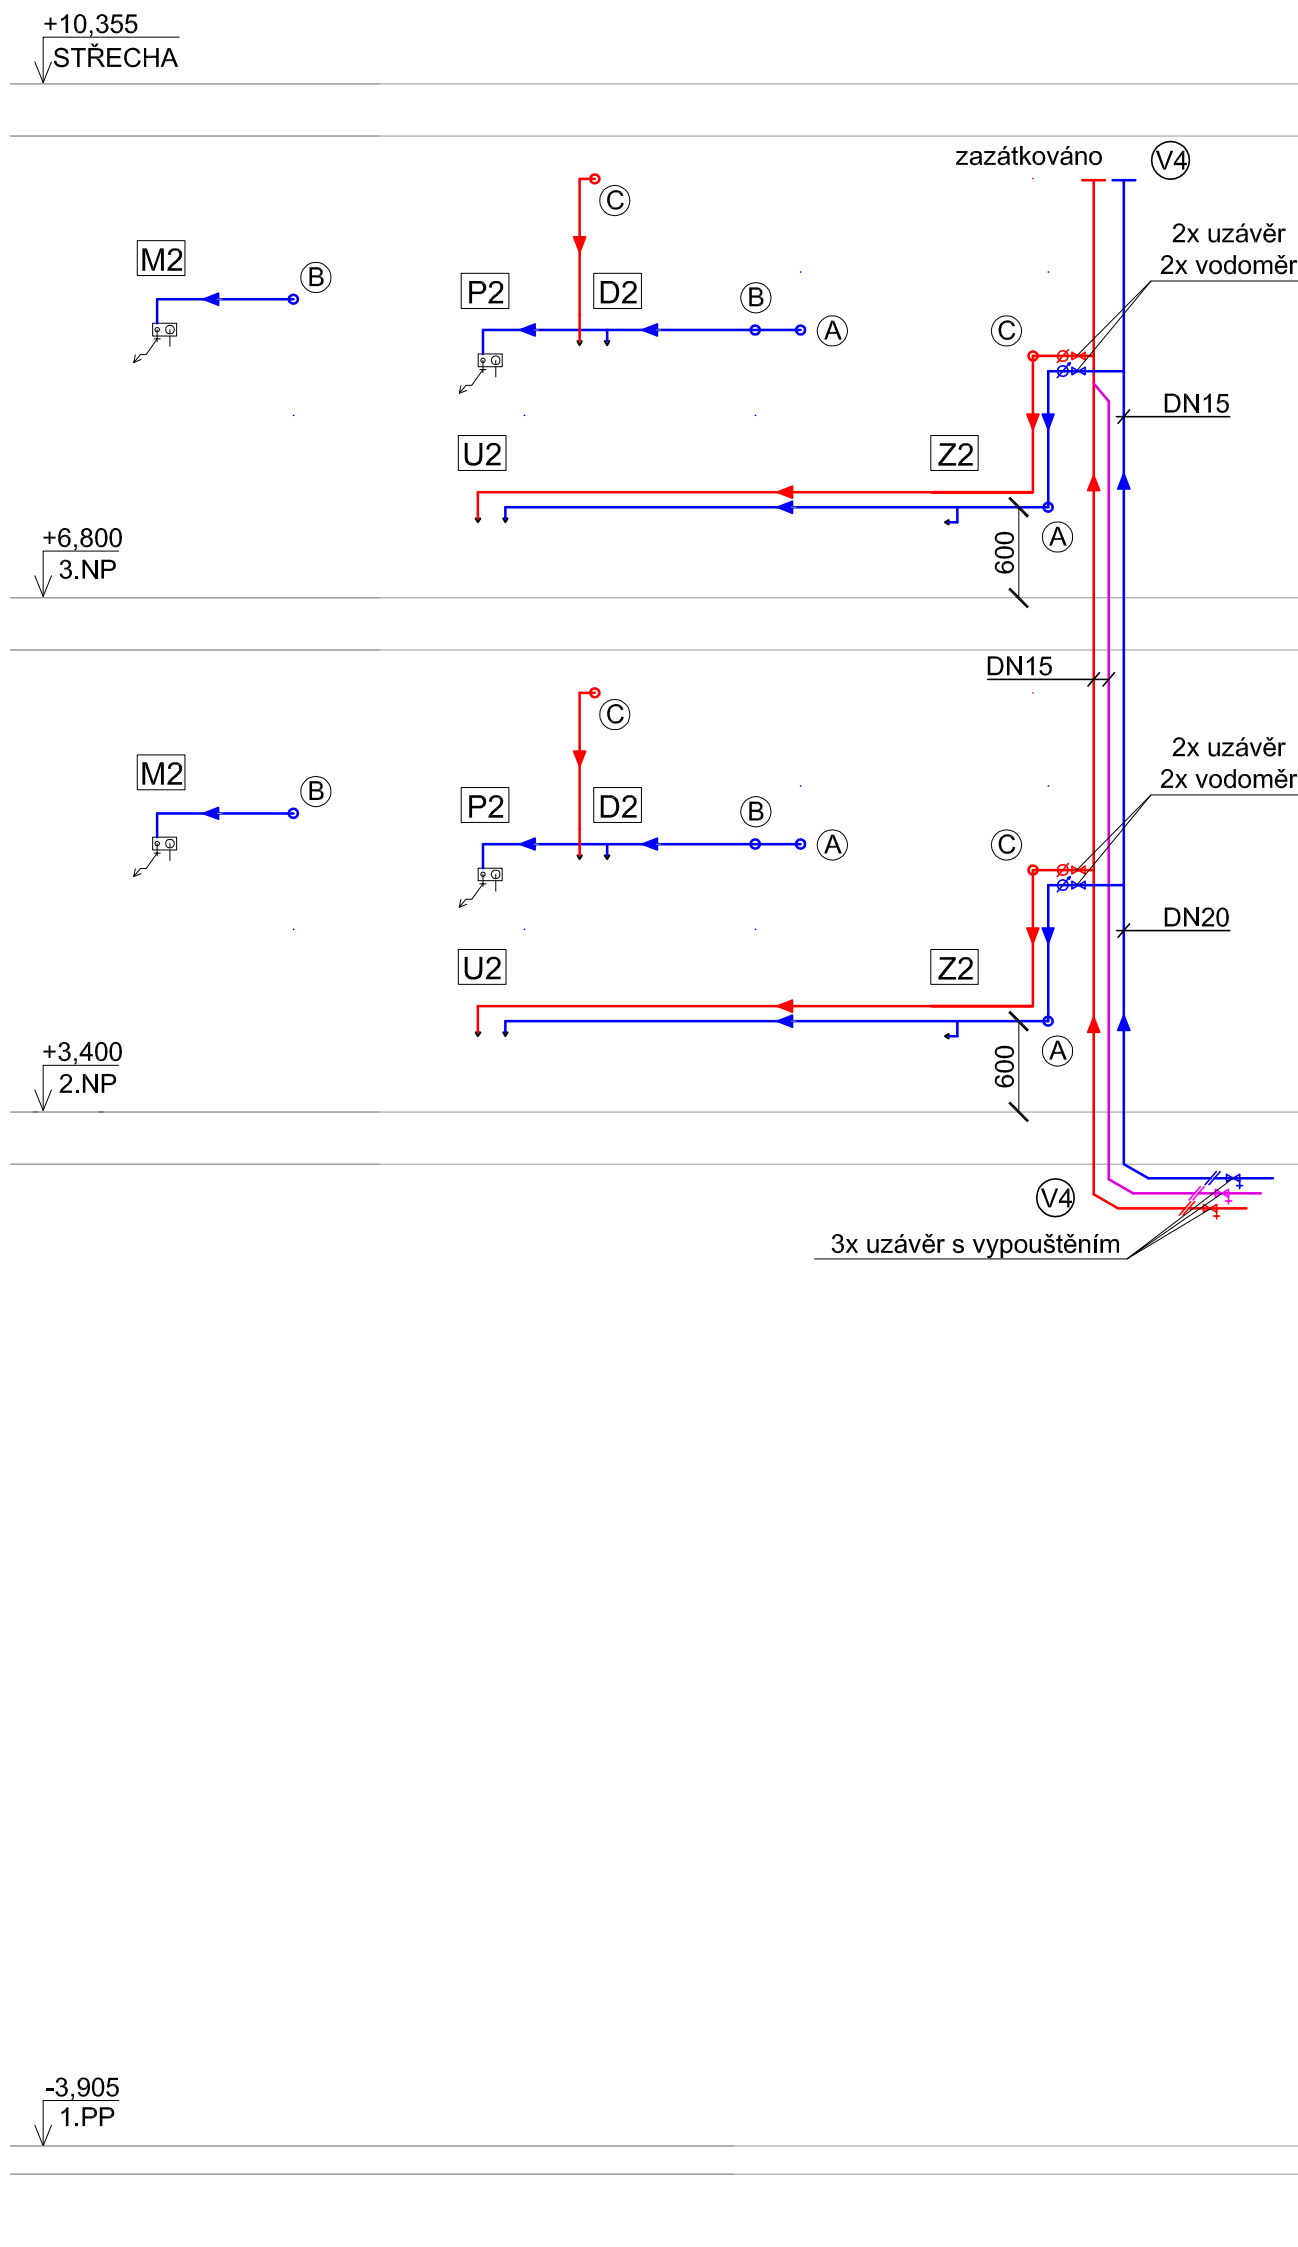 +10,355
STŘECHA
zazátkováno
V4
C
2x uzávěr
2x vodoměr
M2
B
P2
D2
B
A
C
DN15
U2
Z2
+6,800
3.NP
600
A
DN15
C
2x uzávěr
2x vodoměr
M2
B
P2
D2
B
A
C
DN20
U2
Z2
+3,400
2.NP
600
A
V4
3x uzávěr s vypouštěním
-3,905
1.PP